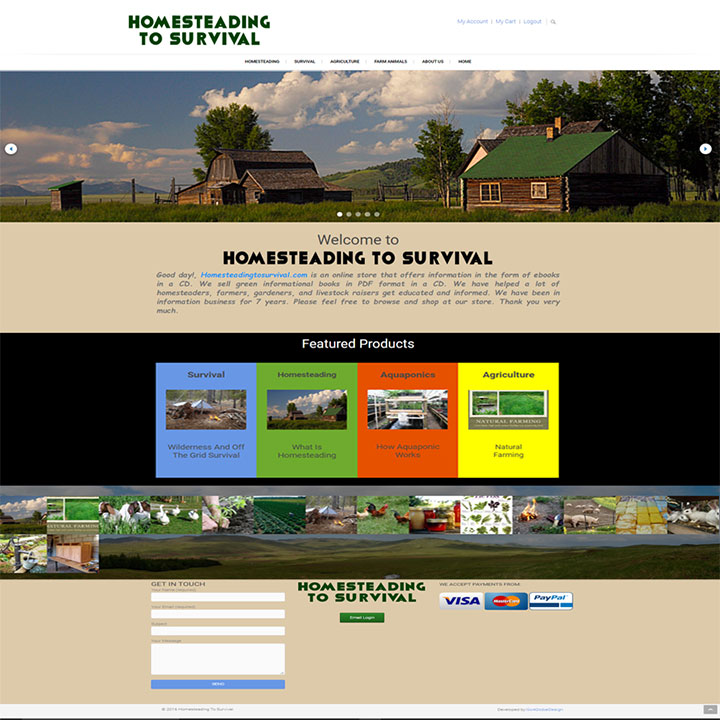 HOMESTEADING
TO SURVIVAL
My Account | My Cart | Logout
HOMESTEADING SURVIVAL AGRICULTURE FARM ANIMALS ABOUT US HOME
Welcome to
HOMESTEADING TO SURVIVAL
Good day!, Homesteadingtosurvival.com is an online store that offers information in the form of ebooks
in a CD. We sell green informational books in PDF format in a CD. We have helped a lot of
homesteaders, farmers, gardeners, and livestock raisers get educated and informed. We have been in
information business for 7 years. Please feel free to browse and shop at our store. Thank you very
much.
Featured Products
Survival Homesteading Aquaponics Agriculture
NATURAL FARMING
Wilderness And Off What Is How Aquaponic Natural
The Grid Survival Homesteading Works Farming
NATURAL FARMING
GET IN TOUCH
Your Name (required)
Your Email (required)
Subject
Your Message
SEND
HOMESTEADING
TO SURVIVAL
Email Login
WE ACCEPT PAYMENTS FROM:
VISA MasterCard PayPal
© 2016 Homesteading To Survival
Developed by